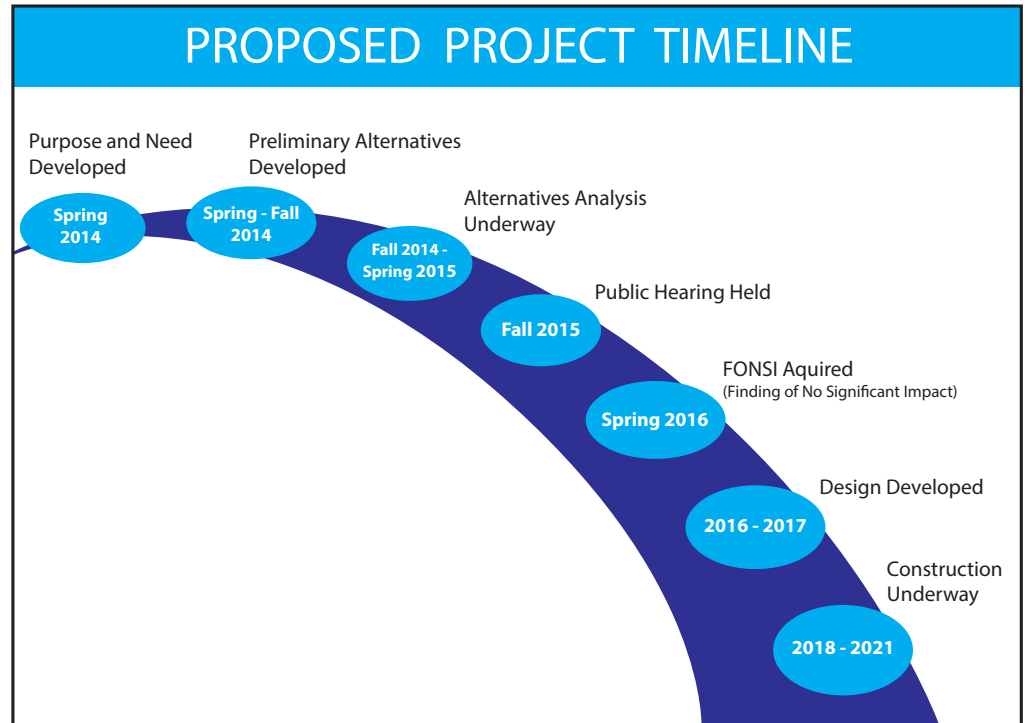 PROPOSED PROJECT TIMELINE
Purpose and Need
Developed
Spring
2014
Preliminary Alternatives
Developed
Spring - Fall
2014
Alternatives Analysis
Underway
Fall 2014 -
Spring 2015
Public Hearing Held
Fall 2015
FONSI Aquired
(Finding of No Significant Impact)
Spring 2016
Design Developed
2016 - 2017
Construction
Underway
2018 - 2021